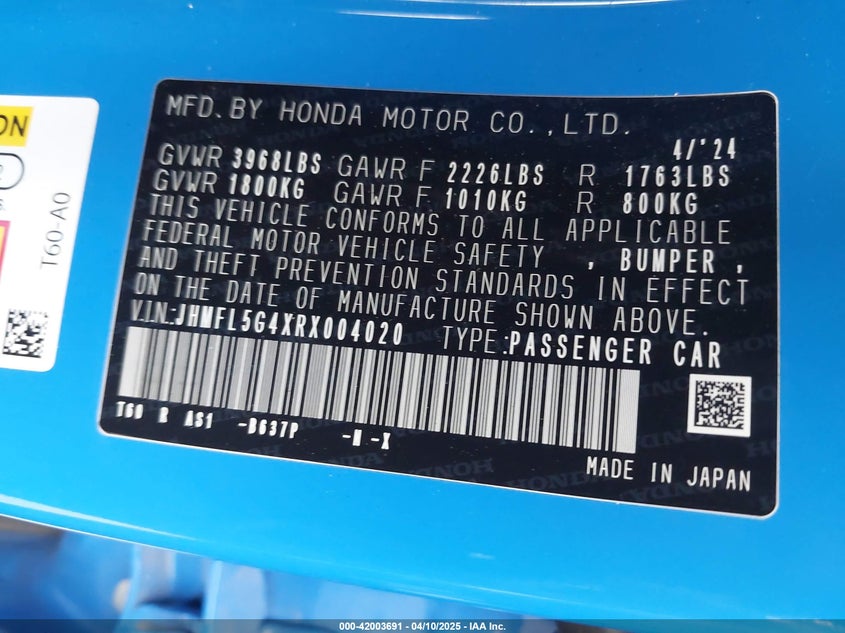 ON
S.
T60-A0
MFD. BY HONDA MOTOR CO.,LTD.
4/'24
GVWR 3968LBS GAWR F 2226LBS R 1763LBS
GVWR 1800KG GAWR F 1010KG R 800KG
THIS VEHICLE CONFORMS TO ALL APPLICABLE
FEDERAL MOTOR VEHICLE SAFETY , BUMPER ,
AND THEFT PREVENTION STANDARDS IN EFFECT
ON THE DATE OF MANUFACTURE SHOWN ABOVE.
V.I.N.:JHMFL5G4XRX004020 TYPE:PASSENGER CAR
T60 R AS1 -B637P -N -X
MADE IN JAPAN
000-42003691 - 04/10/2025 - IAA Inc.